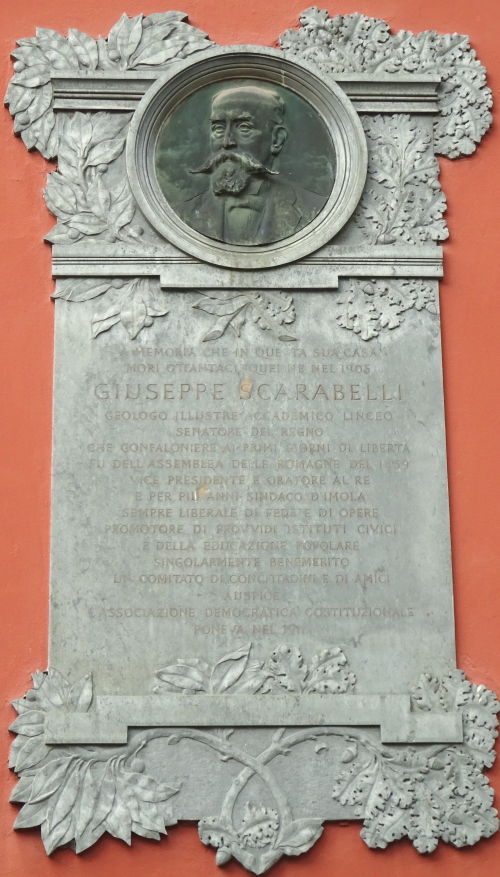 A MEMORIA CHE IN QUESTA SUA CASA
MORÌ OTTANTACINQUENNE NEL 1905
GIUSEPPE SCARABELLI
GEOLOGO ILLUSTRE ACCADEMICO LINCEO
SENATORE DEL REGNO
CHE CONFALONIERE AI PRIMI GIORNI DI LIBERTÀ
FU DELL'ASSEMBLEA DELLE ROMAGNE DEL 1859
VICE PRESIDENTE E ORATORE AL RE
E PER PIÙ ANNI SINDACO D'IMOLA
SEMPRE LIBERALE DI FEDE E DI OPERE
PROMOTORE DI PROVVIDI ISTITUTI CIVICI
E DELLA EDUCAZIONE POPOLARE
SINGOLARMENTE BENEMERITO
UN COMITATO DI CONCITTADINI E DI AMICI
AUSPICE
L'ASSOCIAZIONE DEMOCRATICA COSTITUZIONALE
PONEVA NEL